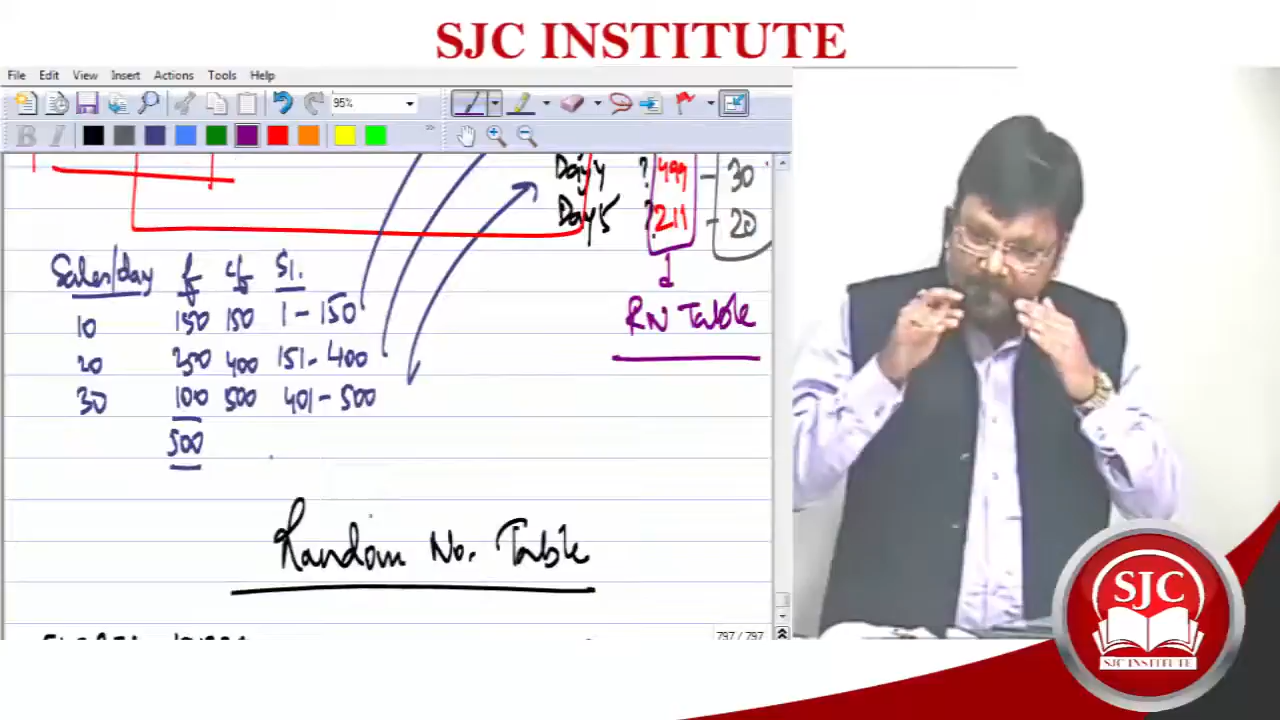 SJC INSTITUTE
File Edit View Insert Actions Tools Help
95%
B I
Day 4 ? 499 - 30
Day 5 ? 211 - 20
RN Table
Sales/day f cf S1.
10 150 150 1 - 150
20 250 400 151 - 400
30 100 500 401 - 500
500
Random No. Table
797 / 797
SJC
SJC INSTITUTE